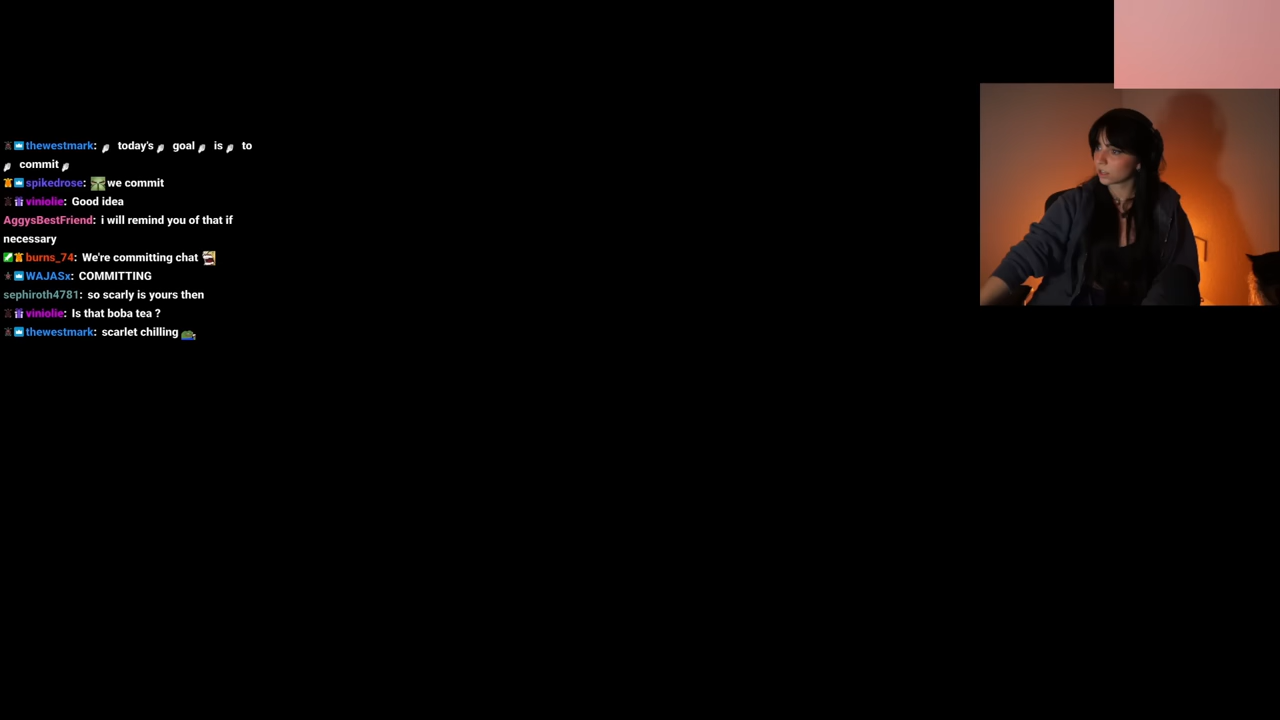 thewestmark: today's goal is to
commit
spikedrose: we commit
viniolie: Good idea
AggysBestFriend: i will remind you of that if
necessary
burns_74: We're committing chat
WAJASx: COMMITTING
sephiroth4781: so scarly is yours then
viniolie: Is that boba tea ?
thewestmark: scarlet chilling